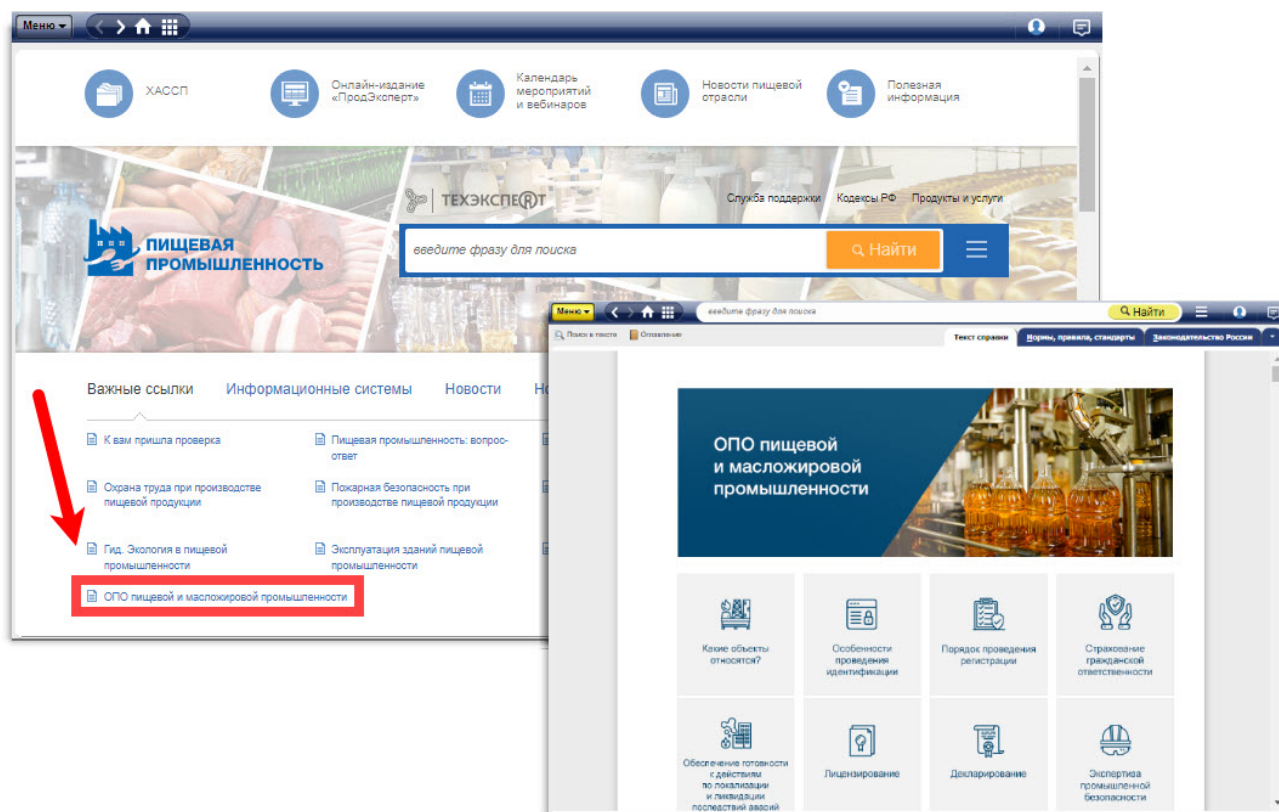 Меню
ХАССП
Онлайн-издание
«ПродЭксперт»
Календарь
мероприятий
и вебинаров
Новости пищевой
отрасли
Полезная
информация
ТЕХЭКСПЕRТ
Служба поддержки
Кодексы РФ
Продукты и услуги
ПИЩЕВАЯ
ПРОМЫШЛЕННОСТЬ
введите фразу для поиска
Найти
Важные ссылки
Информационные системы
Новости
К вам пришла проверка
Пищевая промышленность: вопрос-
ответ
Охрана труда при производстве
пищевой продукции
Пожарная безопасность при
производстве пищевой продукции
Гид. Экология в пищевой
промышленности
Эксплуатация зданий пищевой
промышленности
ОПО пищевой и масложировой промышленности
Меню
введите фразу для поиска
Найти
Поиск в тексте
Оглавление
Текст справки
Нормы, правила, стандарты
Законодательство России
ОПО пищевой
и масложировой
промышленности
Какие объекты
относятся?
Особенности
проведения
идентификации
Порядок проведения
регистрации
Страхование
гражданской
ответственности
Обеспечение готовности
к действиям
по локализации
и ликвидации
последствий аварий
Лицензирование
Декларирование
Экспертиза
промышленной
безопасности